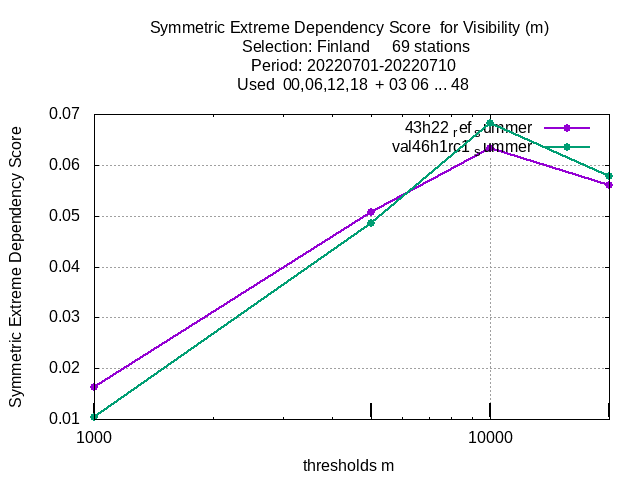 Symmetric Extreme Dependency Score  for Visibility (m)
Selection: Finland     69 stations
Period: 20220701-20220710
Used  00,06,12,18  + 03 06 ... 48
0.07
43h22 ref summer
val46h1rc1 summer
0.06
0.05
0.04
0.03
0.02
0.01
Symmetric Extreme Dependency Score
1000
10000
thresholds m